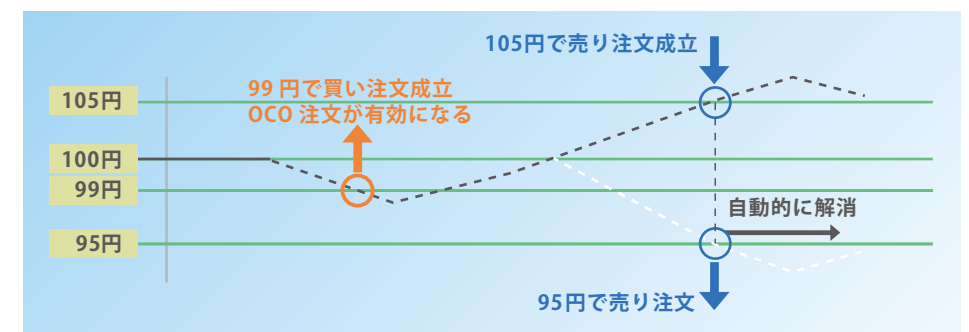 105円で売り注文成立
99 円で買い注文成立
OCO 注文が有効になる
105円
100円
99円
95円
自動的に解消
95円で売り注文